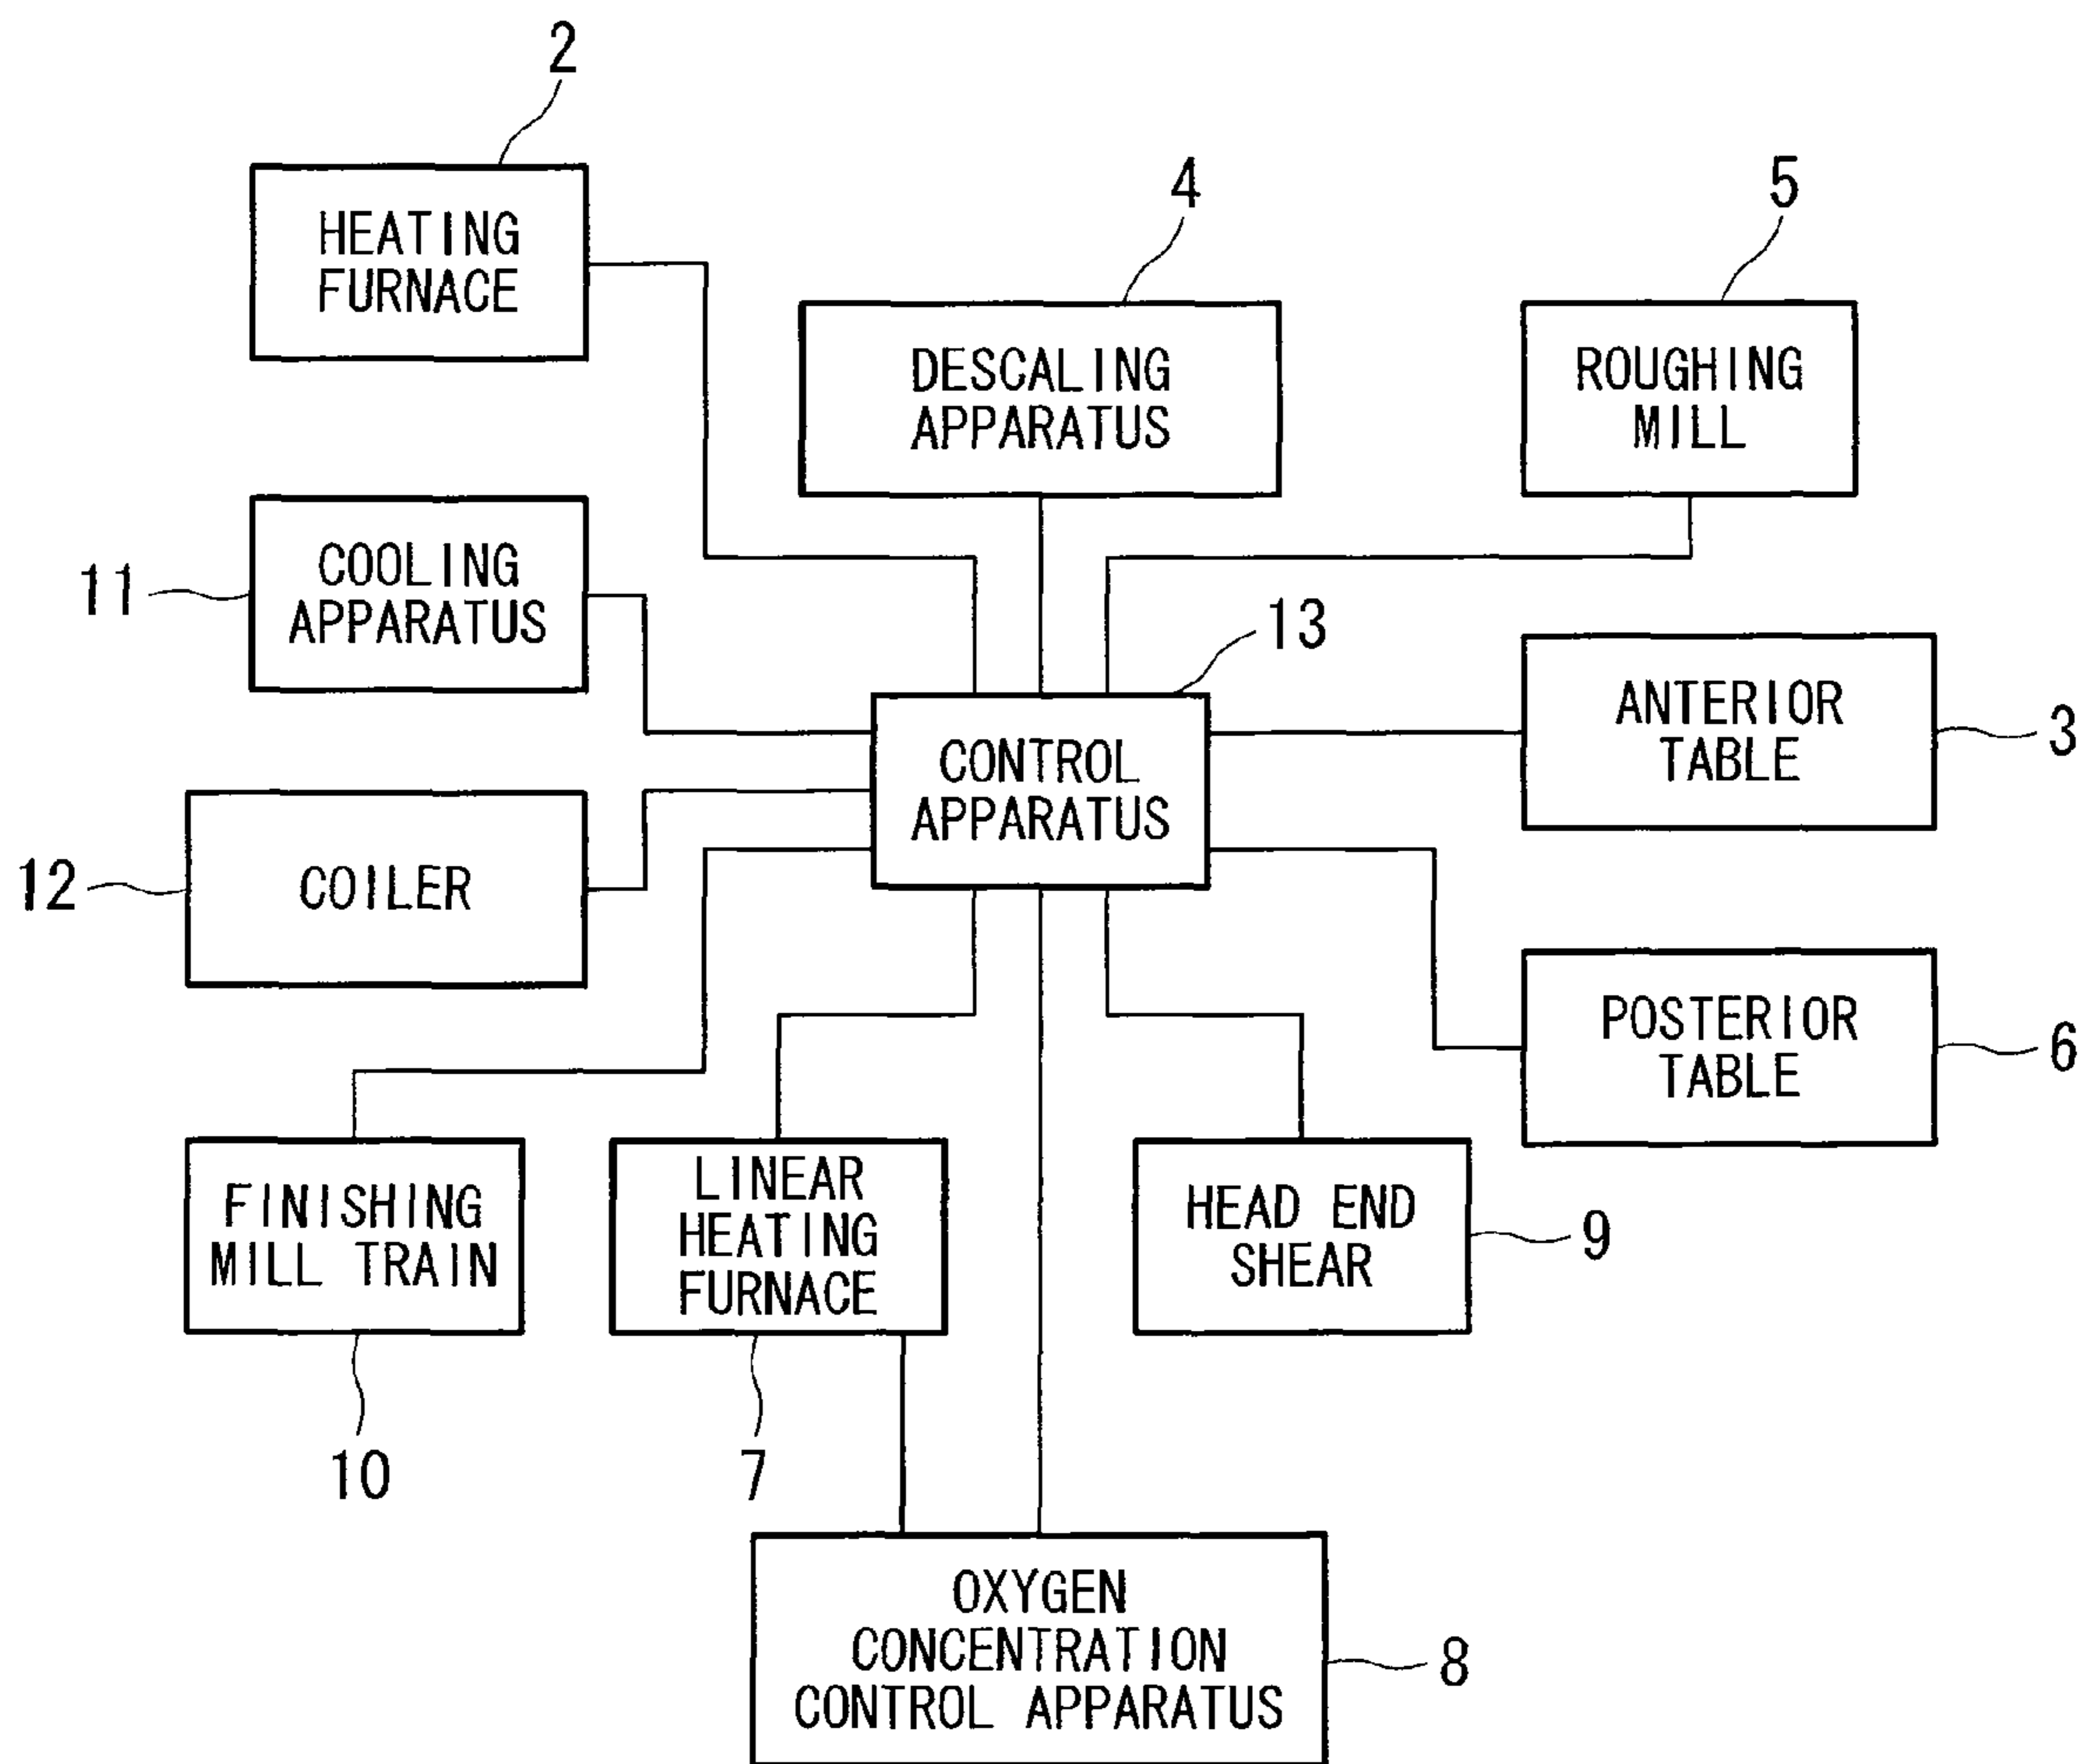 2
HEATING
FURNACE
4
DESCALING
APPARATUS
5
ROUGHING
MILL
11
COOLING
APPARATUS
13
CONTROL
APPARATUS
ANTERIOR
TABLE
3
12
COILER
POSTERIOR
TABLE
6
FINISHING
MILL TRAIN
10
LINEAR
HEATING
FURNACE
7
HEAD END
SHEAR
9
OXYGEN
CONCENTRATION
CONTROL APPARATUS
8